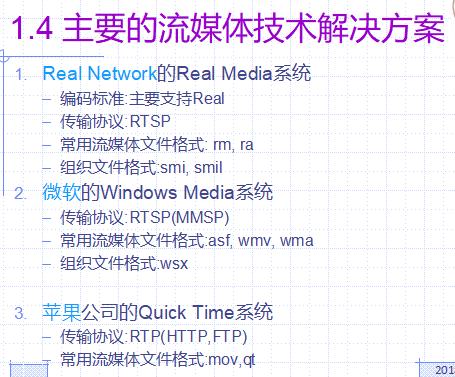 1.4 主要的流媒体技术解决方案
1. Real Network的Real Media系统
– 编码标准:主要支持Real
– 传输协议:RTSP
– 常用流媒体文件格式: rm, ra
– 组织文件格式:smi, smil
2. 微软的Windows Media系统
– 传输协议:RTSP(MMSP)
– 常用流媒体文件格式:asf, wmv, wma
– 组织文件格式:wsx
3. 苹果公司的Quick Time系统
– 传输协议:RTP(HTTP,FTP)
– 常用流媒体文件格式:mov,qt